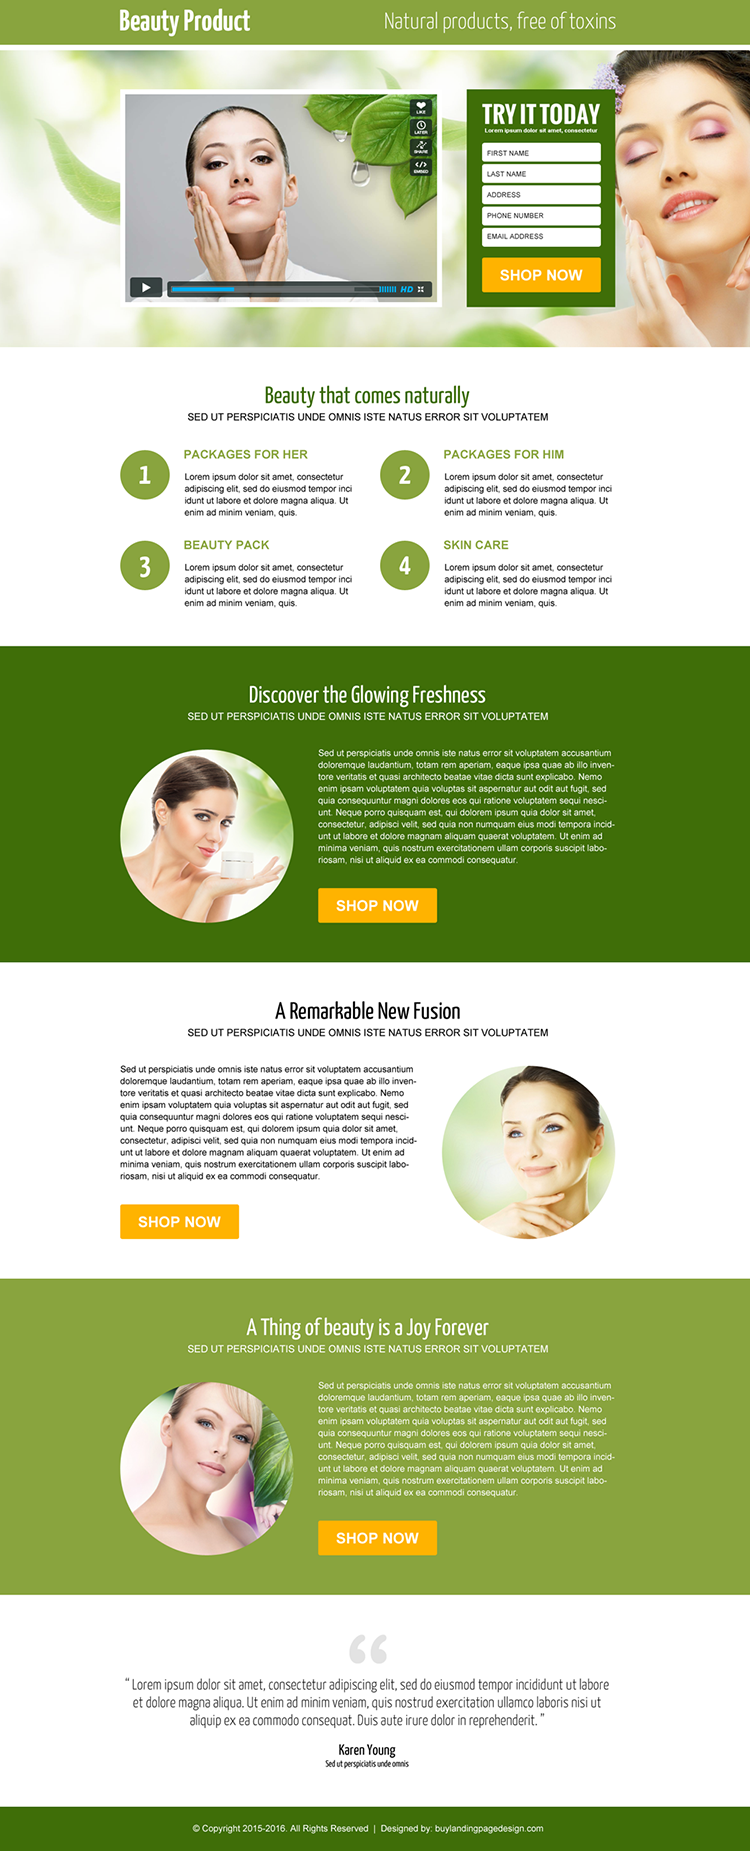 Beauty Product
Natural products, free of toxins
LIKE
LATER
SHARE
EMBED
HD
TRY IT TODAY
Lorem ipsum dolor sit amet, consectetur
FIRST NAME
LAST NAME
ADDRESS
PHONE NUMBER
EMAIL ADDRESS
SHOP NOW
Beauty that comes naturally
SED UT PERSPICIATIS UNDE OMNIS ISTE NATUS ERROR SIT VOLUPTATEM
1
PACKAGES FOR HER
Lorem ipsum dolor sit amet, consectetur
adipiscing elit, sed do eiusmod tempor inci
idunt ut labore et dolore magna aliqua. Ut
enim ad minim veniam, quis.
2
PACKAGES FOR HIM
Lorem ipsum dolor sit amet, consectetur
adipiscing elit, sed do eiusmod tempor inci
idunt ut labore et dolore magna aliqua. Ut
enim ad minim veniam, quis.
3
BEAUTY PACK
Lorem ipsum dolor sit amet, consectetur
adipiscing elit, sed do eiusmod tempor inci
idunt ut labore et dolore magna aliqua. Ut
enim ad minim veniam, quis.
4
SKIN CARE
Lorem ipsum dolor sit amet, consectetur
adipiscing elit, sed do eiusmod tempor inci
idunt ut labore et dolore magna aliqua. Ut
enim ad minim veniam, quis.
Discoover the Glowing Freshness
SED UT PERSPICIATIS UNDE OMNIS ISTE NATUS ERROR SIT VOLUPTATEM
Sed ut perspiciatis unde omnis iste natus error sit voluptatem accusantium
doloremque laudantium, totam rem aperiam, eaque ipsa quae ab illo inven-
tore veritatis et quasi architecto beatae vitae dicta sunt explicabo. Nemo
enim ipsam voluptatem quia voluptas sit aspernatur aut odit aut fugit, sed
quia consequuntur magni dolores eos qui ratione voluptatem sequi nesci-
unt. Neque porro quisquam est, qui dolorem ipsum quia dolor sit amet,
consectetur, adipisci velit, sed quia non numquam eius modi tempora incid-
unt ut labore et dolore magnam aliquam quaerat voluptatem. Ut enim ad
minima veniam, quis nostrum exercitationem ullam corporis suscipit labo-
riosam, nisi ut aliquid ex ea commodi consequatur.
SHOP NOW
A Remarkable New Fusion
SED UT PERSPICIATIS UNDE OMNIS ISTE NATUS ERROR SIT VOLUPTATEM
Sed ut perspiciatis unde omnis iste natus error sit voluptatem accusantium
doloremque laudantium, totam rem aperiam, eaque ipsa quae ab illo inven-
tore veritatis et quasi architecto beatae vitae dicta sunt explicabo. Nemo
enim ipsam voluptatem quia voluptas sit aspernatur aut odit aut fugit, sed
quia consequuntur magni dolores eos qui ratione voluptatem sequi nesci-
unt. Neque porro quisquam est, qui dolorem ipsum quia dolor sit amet,
consectetur, adipisci velit, sed quia non numquam eius modi tempora incid-
unt ut labore et dolore magnam aliquam quaerat voluptatem. Ut enim ad
minima veniam, quis nostrum exercitationem ullam corporis suscipit labo-
riosam, nisi ut aliquid ex ea commodi consequatur.
SHOP NOW
A Thing of beauty is a Joy Forever
SED UT PERSPICIATIS UNDE OMNIS ISTE NATUS ERROR SIT VOLUPTATEM
Sed ut perspiciatis unde omnis iste natus error sit voluptatem accusantium
doloremque laudantium, totam rem aperiam, eaque ipsa quae ab illo inven-
tore veritatis et quasi architecto beatae vitae dicta sunt explicabo. Nemo
enim ipsam voluptatem quia voluptas sit aspernatur aut odit aut fugit, sed
quia consequuntur magni dolores eos qui ratione voluptatem sequi nesci-
unt. Neque porro quisquam est, qui dolorem ipsum quia dolor sit amet,
consectetur, adipisci velit, sed quia non numquam eius modi tempora incid-
unt ut labore et dolore magnam aliquam quaerat voluptatem. Ut enim ad
minima veniam, quis nostrum exercitationem ullam corporis suscipit labo-
riosam, nisi ut aliquid ex ea commodi consequatur.
SHOP NOW
“ Lorem ipsum dolor sit amet, consectetur adipiscing elit, sed do eiusmod tempor incididunt ut labore
et dolore magna aliqua. Ut enim ad minim veniam, quis nostrud exercitation ullamco laboris nisi ut
aliquip ex ea commodo consequat. Duis aute irure dolor in reprehenderit. ”
Karen Young
Sed ut perspiciatis unde omnis
© Copyright 2015-2016. All Rights Reserved | Designed by: buylandingpagedesign.com